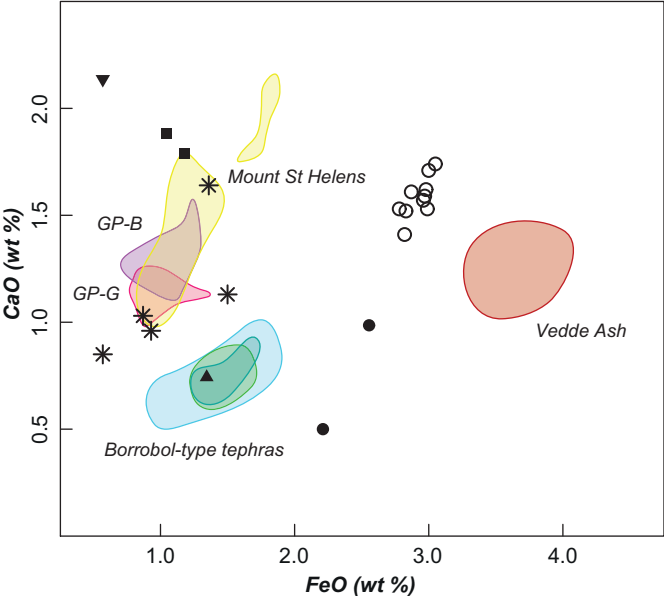 2.0
Mount St Helens
1.5
GP-B
GP-G
CaO (wt %)
1.0
Vedde Ash
0.5
Borrobol-type tephras
1.0 2.0 3.0 4.0
FeO (wt %)